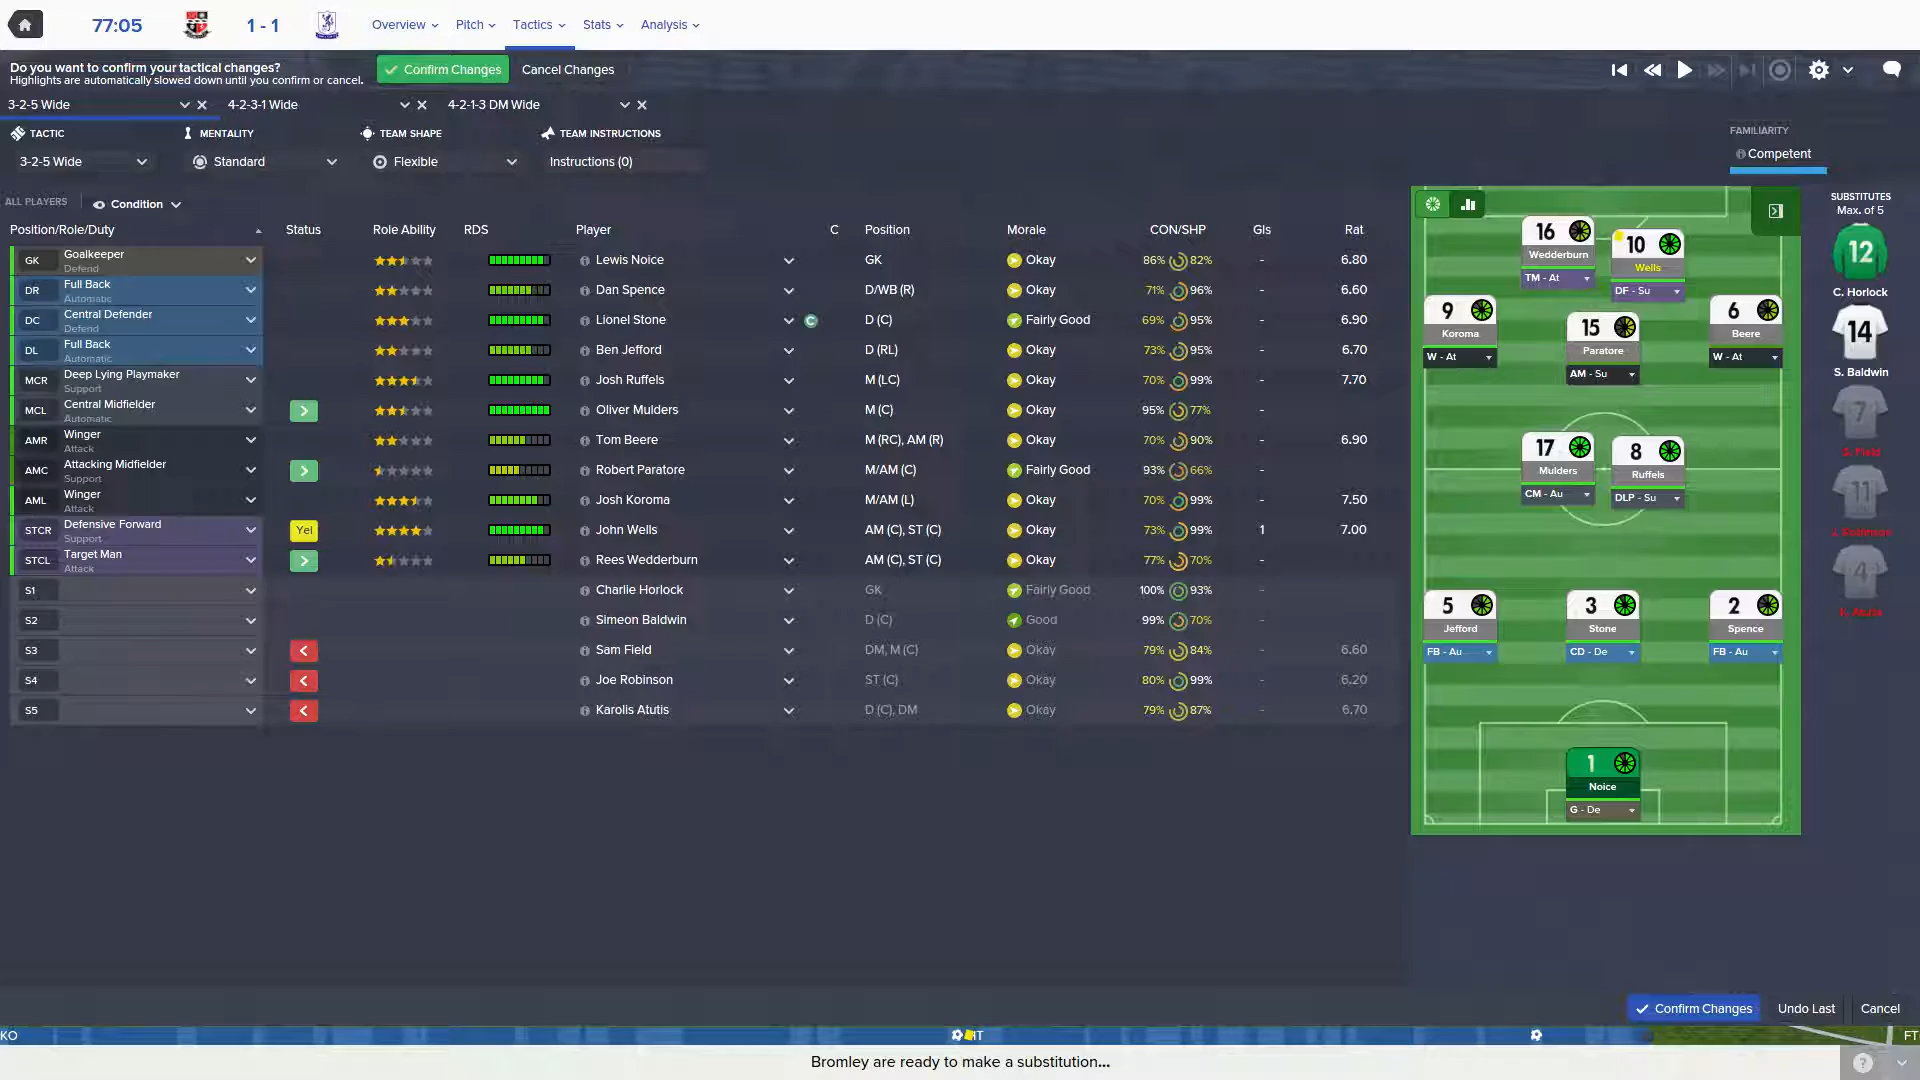 77:05 1 - 1 Overview Pitch Tactics Stats Analysis
Do you want to confirm your tactical changes?
Highlights are automatically slowed down until you confirm or cancel.
Confirm Changes Cancel Changes
3-2-5 Wide 4-2-3-1 Wide 4-2-1-3 DM Wide
TACTIC MENTALITY TEAM SHAPE TEAM INSTRUCTIONS
3-2-5 Wide Standard Flexible Instructions (0)
FAMILIARITY
Competent
ALL PLAYERS Condition
Position/Role/Duty Status Role Ability RDS Player C Position Morale CON/SHP Gls Rat
GK Goalkeeper Defend Lewis Noice GK Okay 86% 82% - 6.80
DR Full Back Automatic Dan Spence D/WB (R) Okay 71% 96% - 6.60
DC Central Defender Defend Lionel Stone C D (C) Fairly Good 69% 95% - 6.90
DL Full Back Automatic Ben Jefford D (RL) Okay 73% 95% - 6.70
MCR Deep Lying Playmaker Support Josh Ruffels M (LC) Okay 70% 99% - 7.70
MCL Central Midfielder Automatic Oliver Mulders M (C) Okay 95% 77% -
AMR Winger Attack Tom Beere M (RC), AM (R) Okay 70% 90% - 6.90
AMC Attacking Midfielder Support Robert Paratore M/AM (C) Fairly Good 93% 66% -
AML Winger Attack Josh Koroma M/AM (L) Okay 70% 99% - 7.50
STCR Defensive Forward Support Yel John Wells AM (C), ST (C) Okay 73% 99% 1 7.00
STCL Target Man Attack Rees Wedderburn AM (C), ST (C) Okay 77% 70% -
S1 Charlie Horlock GK Fairly Good 100% 93% -
S2 Simeon Baldwin D (C) Good 99% 70% -
S3 Sam Field DM, M (C) Okay 79% 84% - 6.60
S4 Joe Robinson ST (C) Okay 80% 99% - 6.20
S5 Karolis Atutis D (C), DM Okay 79% 87% - 6.70
16 Wedderburn TM - At
10 Wells DF - Su
9 Koroma W - At
15 Paratore AM - Su
6 Beere W - At
17 Mulders CM - Au
8 Ruffels DLP - Su
5 Jefford FB - Au
3 Stone CD - De
2 Spence FB - Au
1 Noice G - De
SUBSTITUTES
Max. of 5
12
C. Horlock
14
S. Baldwin
7
S. Field
11
J. Robinson
4
K. Atutis
Confirm Changes Undo Last Cancel
KO HT FT
Bromley are ready to make a substitution...
?